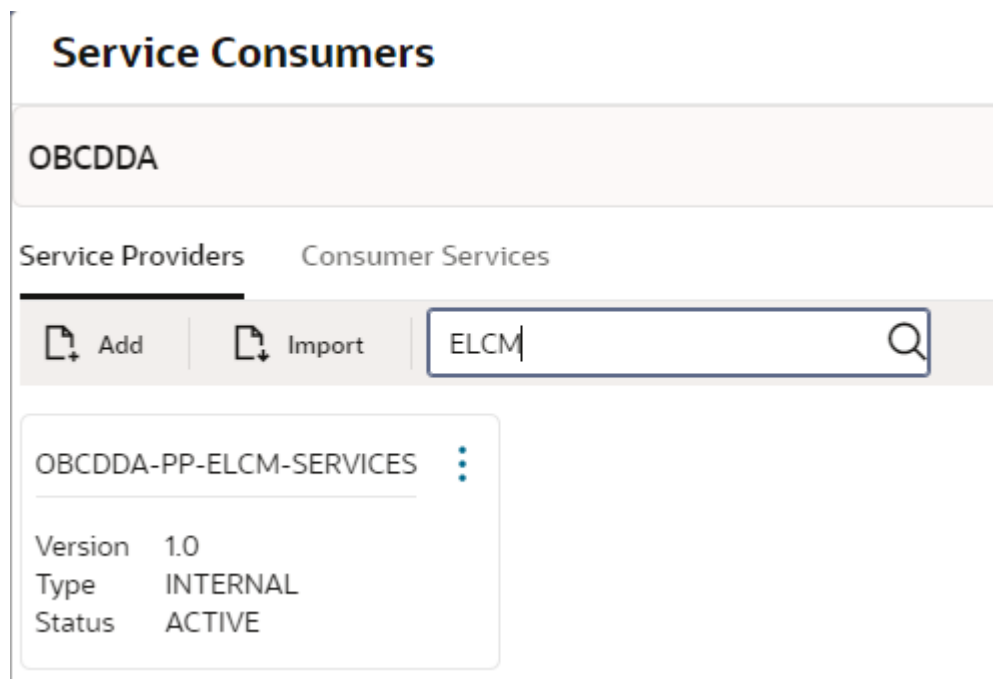 Service Consumers
OBCDDA
Service Providers Consumer Services
Add Import ELCM
OBCDDA-PP-ELCM-SERVICES
Version 1.0
Type INTERNAL
Status ACTIVE